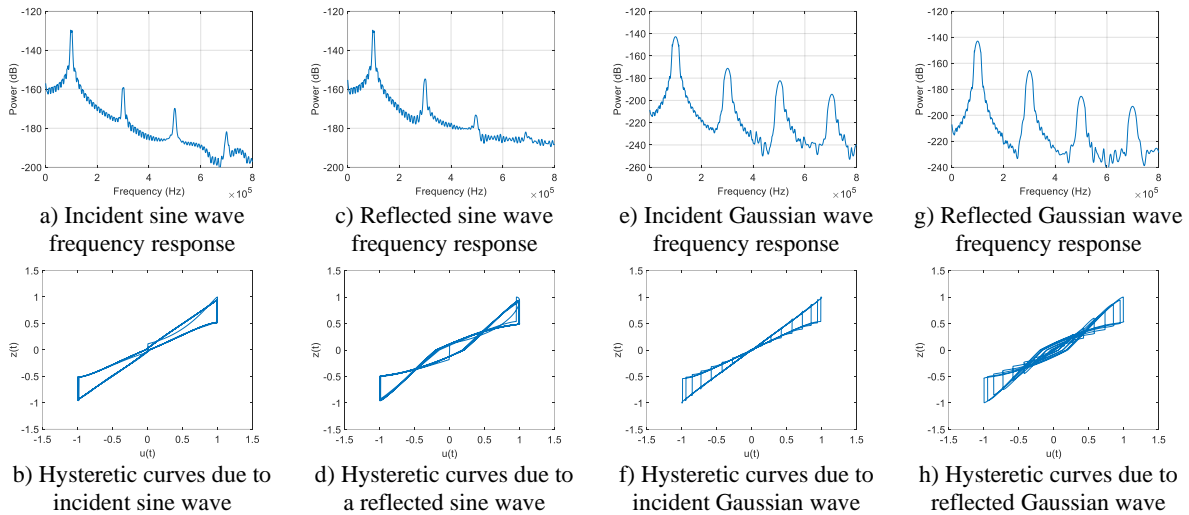 -120
-140
-160
-180
-200
0 2 4 6 8
Power (dB)
Frequency (Hz)
×10⁵
a) Incident sine wave
frequency response
-120
-140
-160
-180
-200
0 2 4 6 8
Power (dB)
Frequency (Hz)
×10⁵
c) Reflected sine wave
frequency response
-120
-140
-160
-180
-200
-220
-240
-260
0 2 4 6 8
Power (dB)
Frequency (Hz)
×10⁵
e) Incident Gaussian wave
frequency response
-120
-140
-160
-180
-200
-220
-240
0 2 4 6 8
Power (dB)
Frequency (Hz)
×10⁵
g) Reflected Gaussian wave
frequency response
1.5
1
0.5
0
-0.5
-1
-1.5
-1.5 -1 -0.5 0 0.5 1 1.5
z(t)
u(t)
b) Hysteretic curves due to
incident sine wave
1.5
1
0.5
0
-0.5
-1
-1.5
-1.5 -1 -0.5 0 0.5 1 1.5
z(t)
u(t)
d) Hysteretic curves due to
a reflected sine wave
1.5
1
0.5
0
-0.5
-1
-1.5
-1.5 -1 -0.5 0 0.5 1 1.5
z(t)
u(t)
f) Hysteretic curves due to
incident Gaussian wave
1.5
1
0.5
0
-0.5
-1
-1.5
-1.5 -1 -0.5 0 0.5 1 1.5
z(t)
u(t)
h) Hysteretic curves due to
reflected Gaussian wave